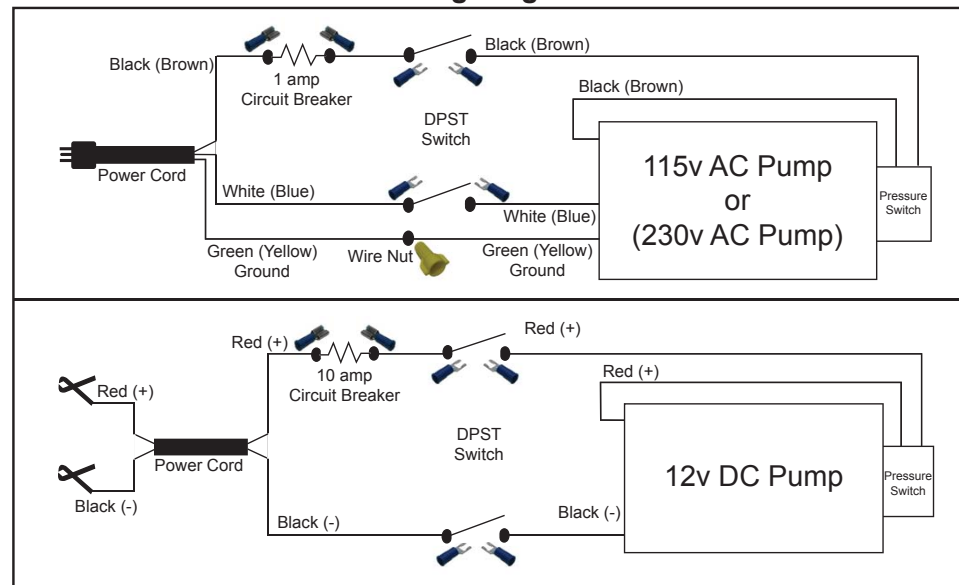 Black (Brown)
Black (Brown)
1 amp
Circuit Breaker
Black (Brown)
DPST
Switch
115v AC Pump
or
(230v AC Pump)
Power Cord
Pressure
Switch
White (Blue)
White (Blue)
Green (Yellow)
Ground
Wire Nut
Green (Yellow)
Ground
Red (+)
Red (+)
10 amp
Circuit Breaker
Red (+)
Red (+)
DPST
Switch
Power Cord
12v DC Pump
Pressure
Switch
Black (-)
Black (-)
Black (-)